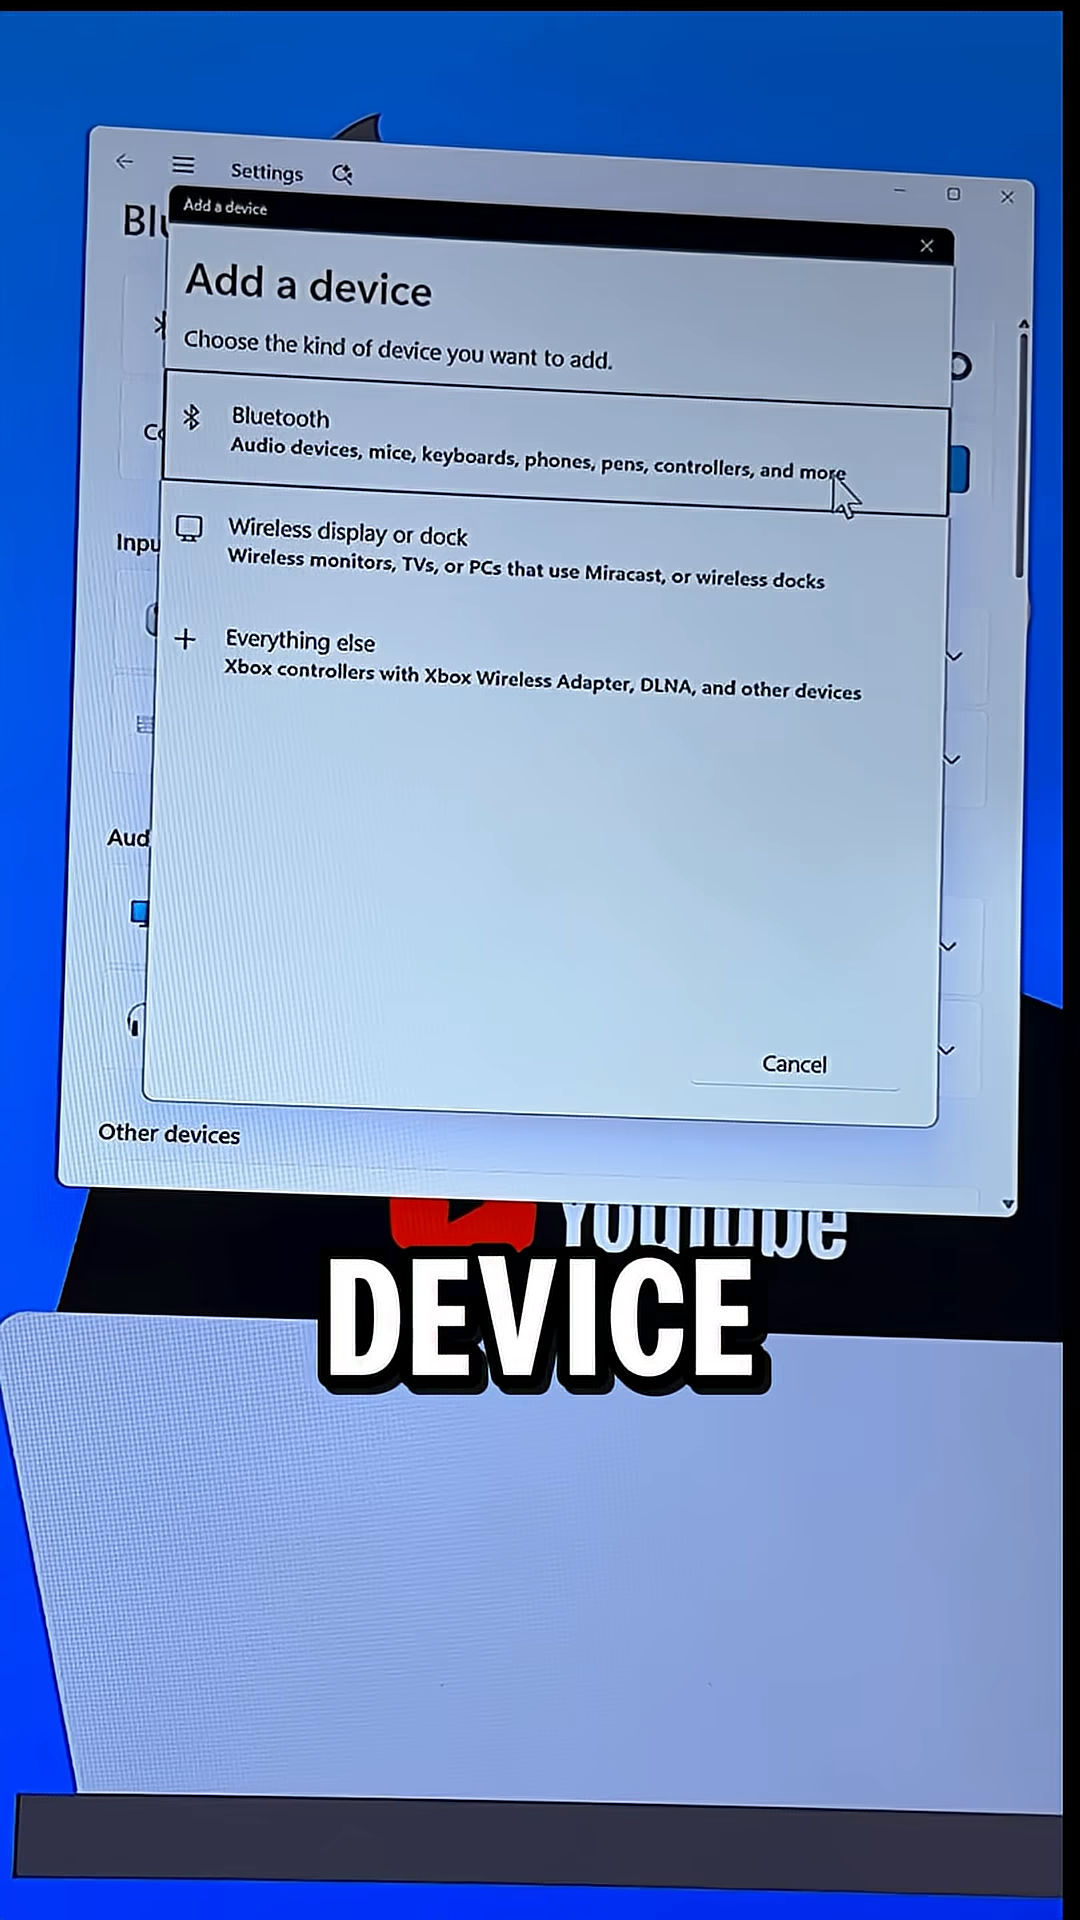 Settings
Add a device
Add a device
Choose the kind of device you want to add.
Bluetooth
Audio devices, mice, keyboards, phones, pens, controllers, and more
Wireless display or dock
Wireless monitors, TVs, or PCs that use Miracast, or wireless docks
Everything else
Xbox controllers with Xbox Wireless Adapter, DLNA, and other devices
Cancel
Other devices
YouTube
DEVICE